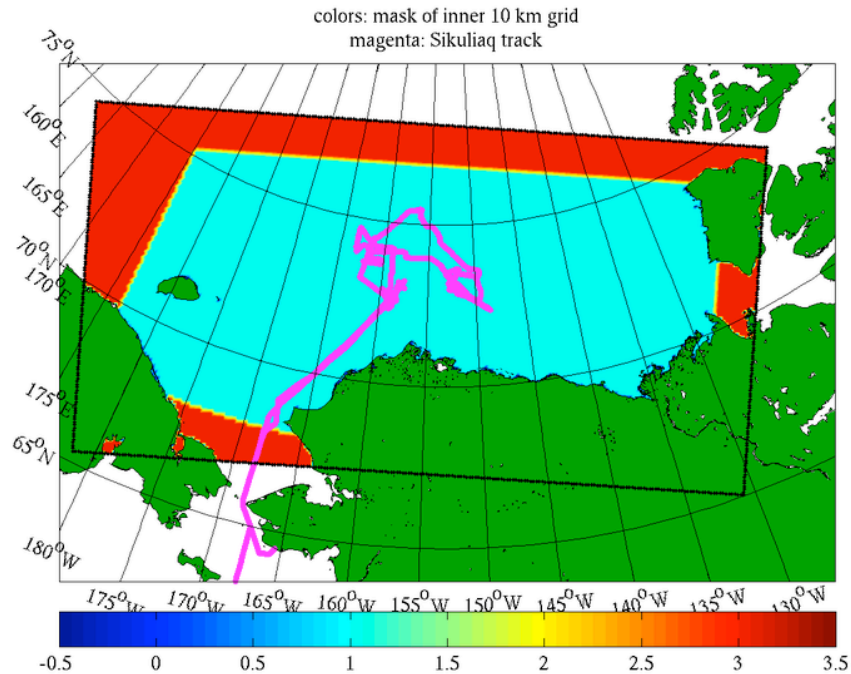 colors: mask of inner 10 km grid
magenta: Sikuliaq track
75°N
160°E
165°E
70°N
170°E
175°E
65°N
180°W
175°W 170°W 165°W 160°W 155°W 150°W 145°W 140°W 135°W 130°W
-0.5 0 0.5 1 1.5 2 2.5 3 3.5